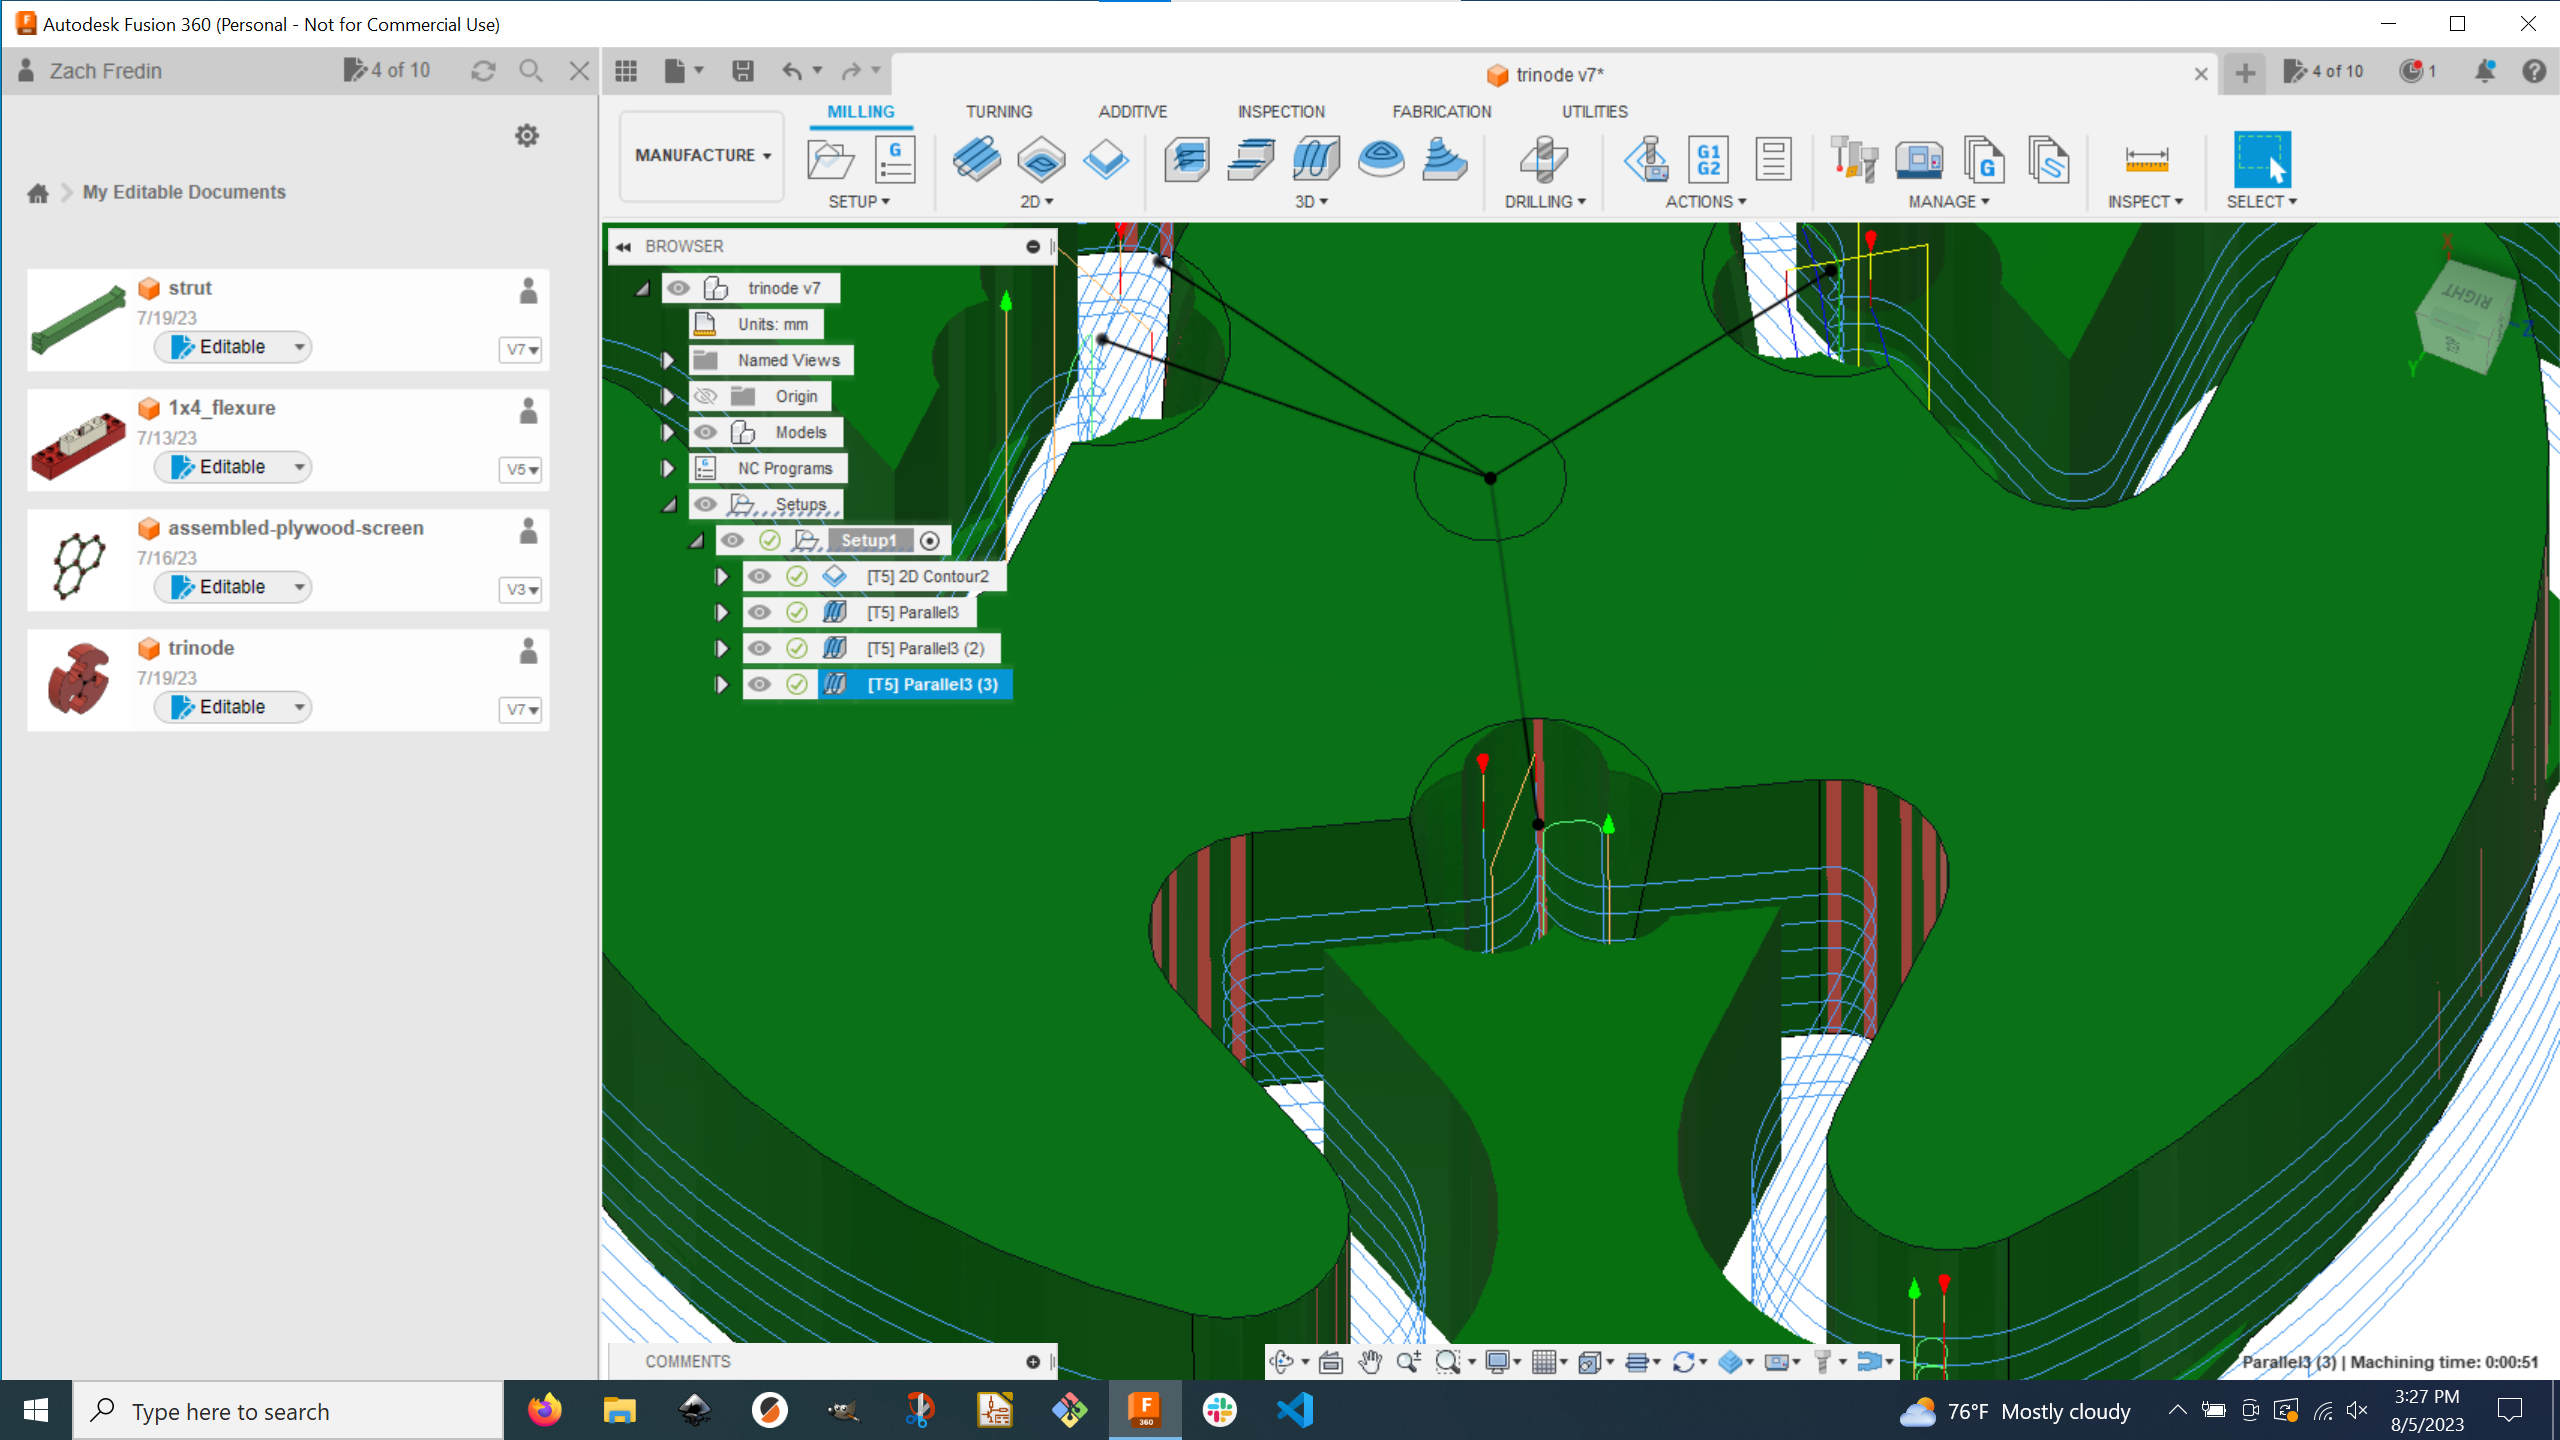 Autodesk Fusion 360 (Personal - Not for Commercial Use)
Zach Fredin
4 of 10
trinode v7*
4 of 10
1
My Editable Documents
strut
7/19/23
Editable
V7
1x4_flexure
7/13/23
Editable
V5
assembled-plywood-screen
7/16/23
Editable
V3
trinode
7/19/23
Editable
V7
MANUFACTURE
MILLING
TURNING
ADDITIVE
INSPECTION
FABRICATION
UTILITIES
G
G1
G2
G
SETUP
2D
3D
DRILLING
ACTIONS
MANAGE
INSPECT
SELECT
BROWSER
trinode v7
Units: mm
Named Views
Origin
Models
NC Programs
Setups
Setup1
[T5] 2D Contour2
[T5] Parallel3
[T5] Parallel3 (2)
[T5] Parallel3 (3)
X
RIGHT
Z
Y
COMMENTS
Parallel3 (3) | Machining time: 0:00:51
Type here to search
F
360
76°F Mostly cloudy
3:27 PM
8/5/2023